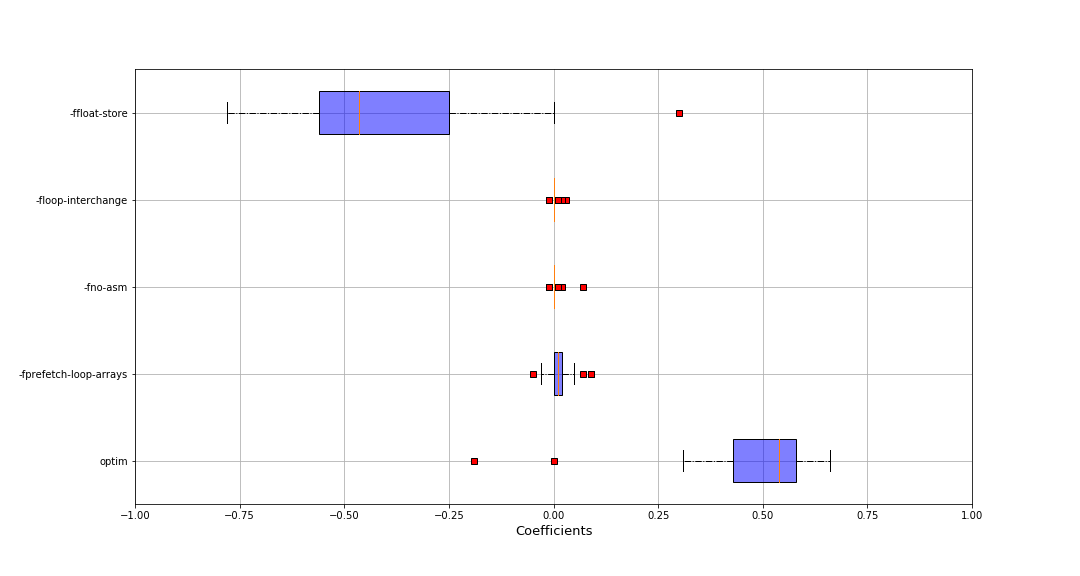 -ffloat-store
-floop-interchange
-fno-asm
-fprefetch-loop-arrays
optim
−1.00 −0.75 −0.50 −0.25 0.00 0.25 0.50 0.75 1.00
Coefficients